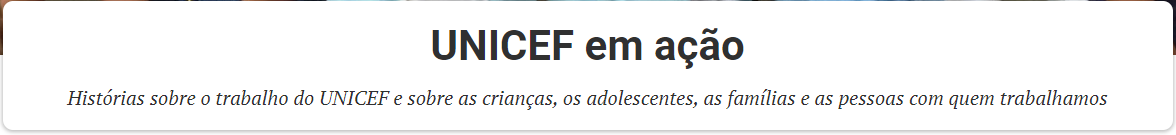 UNICEF em ação
Histórias sobre o trabalho do UNICEF e sobre as crianças, os adolescentes, as famílias e as pessoas com quem trabalhamos